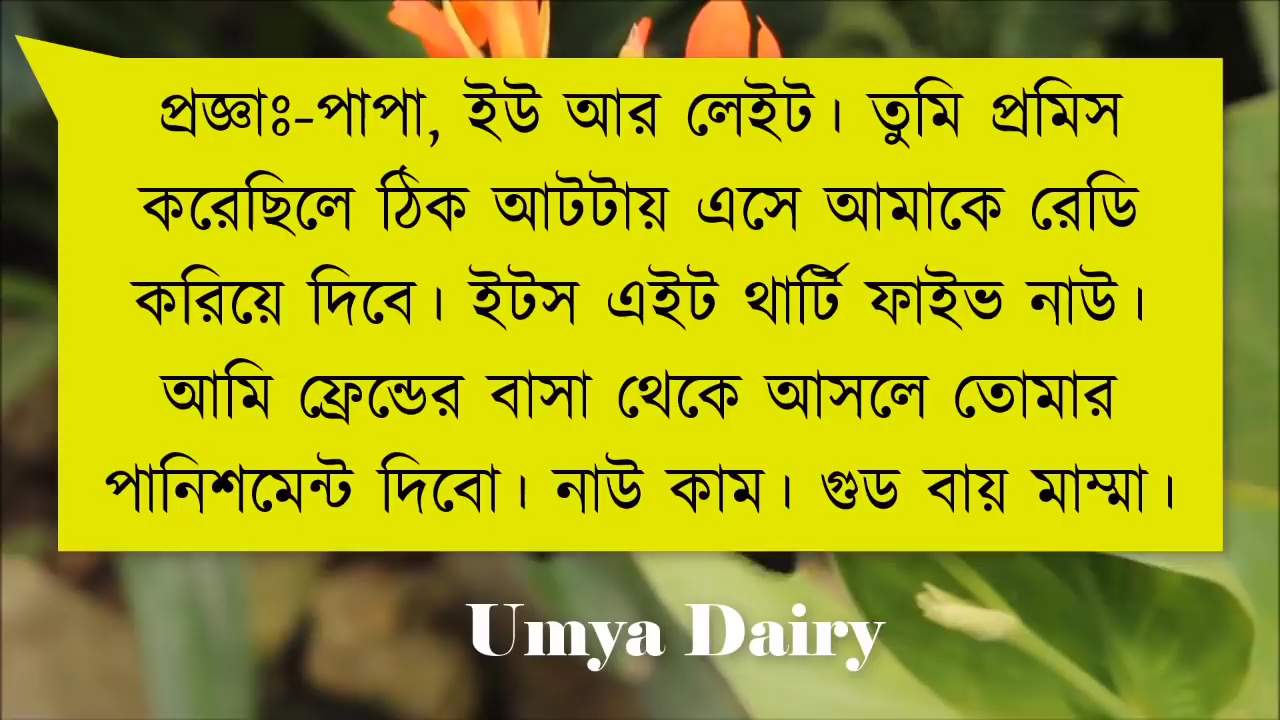 প্রজ্ঞাঃ-পাপা, ইউ আর লেইট। তুমি প্রমিস
করেছিলে ঠিক আটটায় এসে আমাকে রেডি
করিয়ে দিবে। ইটস এইট থার্টি ফাইভ নাউ।
আমি ফ্রেন্ডের বাসা থেকে আসলে তোমার
পানিশমেন্ট দিবো। নাউ কাম। গুড বায় মাম্মা।
Umya Dairy